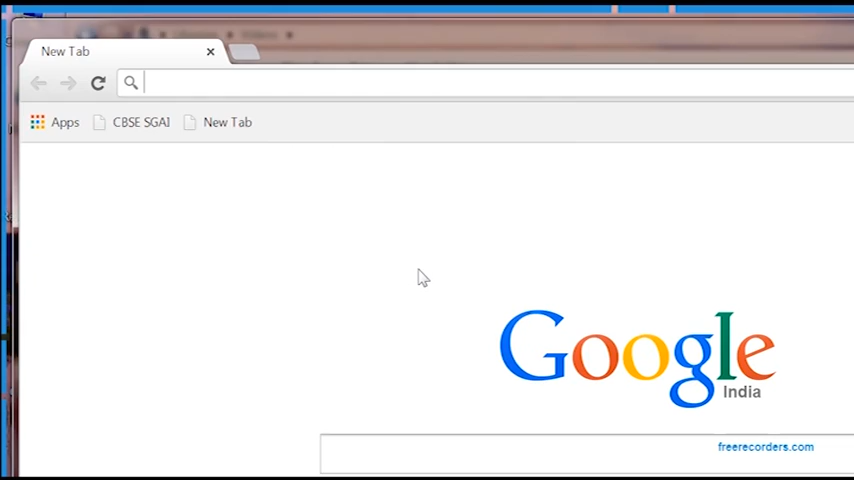 New Tab
Apps CBSE SGAI New Tab
Google
India
freerecorders.com